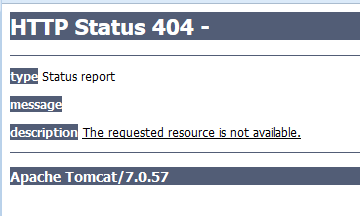 HTTP Status 404 -
type Status report
message
description The requested resource is not available.
Apache Tomcat/7.0.57